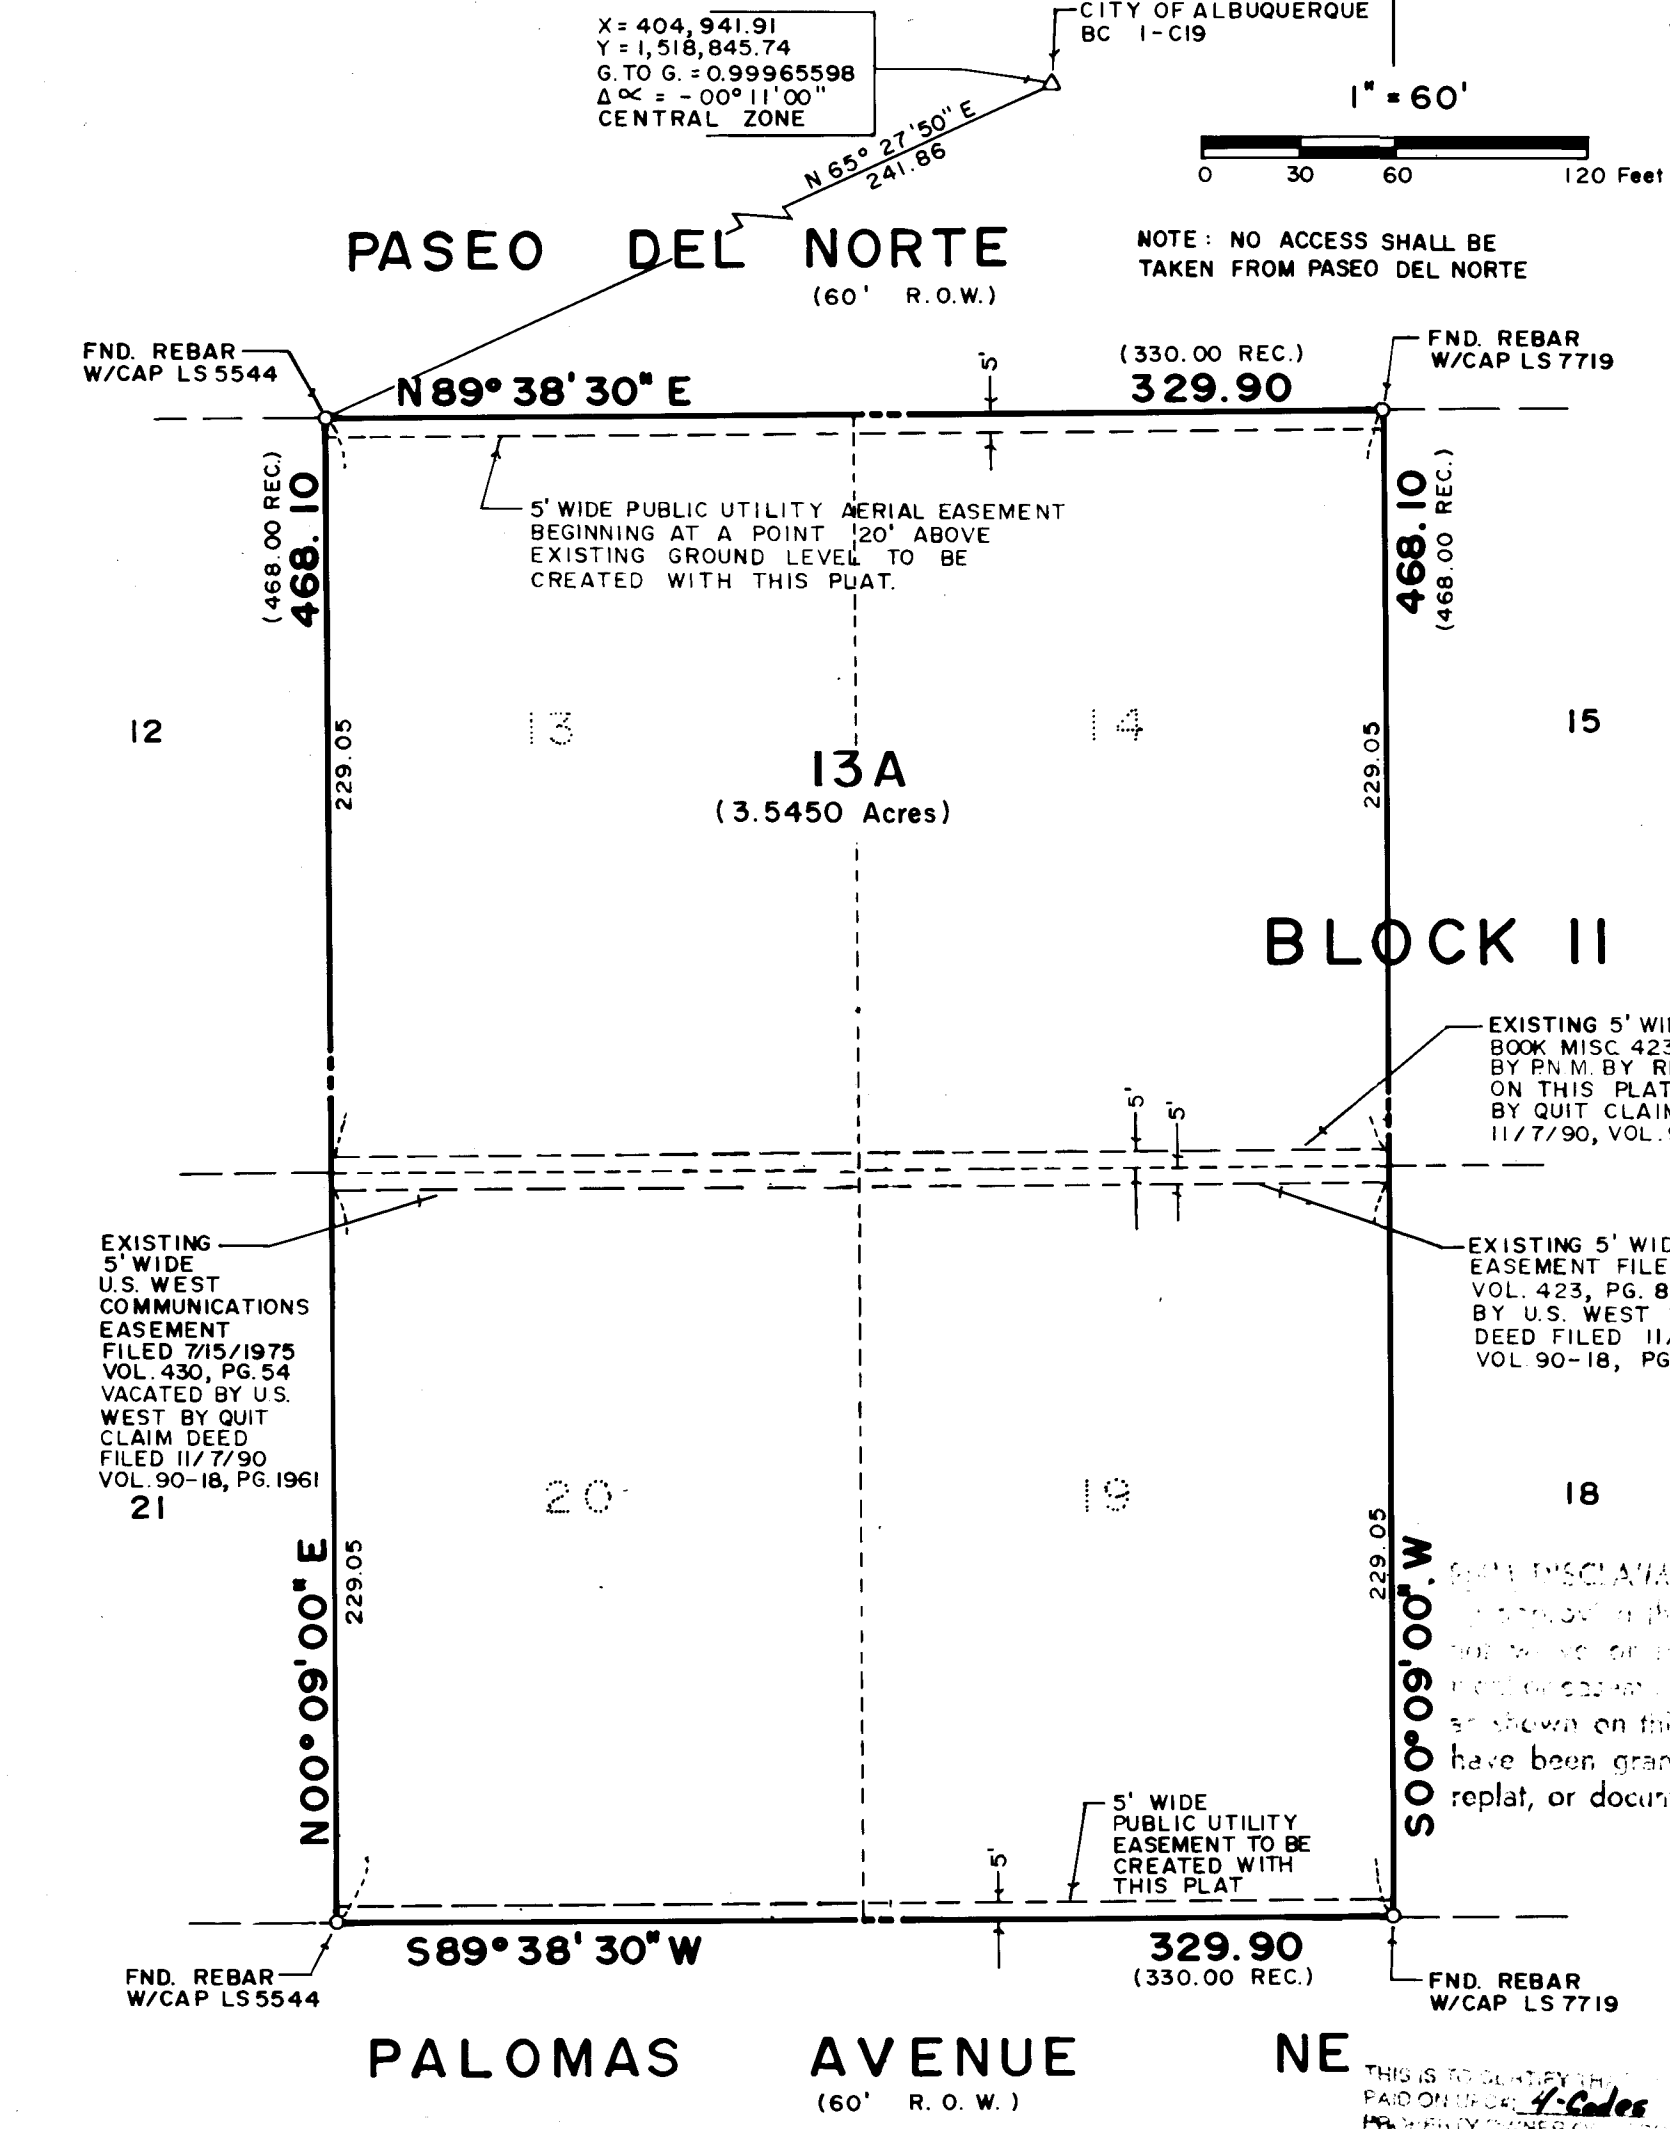 X = 404,941.91
Y = 1,518,845.74
G. TO G. = 0.99965598
Δ ∝ = -00°11'00"
CENTRAL ZONE
CITY OF ALBUQUERQUE
BC 1-C19
N 65° 27'50" E
241.86
1" = 60'
0 30 60 120 Feet
PASEO DEL NORTE
(60' R.O.W.)
NOTE: NO ACCESS SHALL BE
TAKEN FROM PASEO DEL NORTE
FND. REBAR
W/CAP LS 5544
FND. REBAR
W/CAP LS 7719
N 89° 38' 30" E
5'
(330.00 REC.)
329.90
(468.00 REC.)
468.10
468.10
(468.00 REC.)
5' WIDE PUBLIC UTILITY AERIAL EASEMENT
BEGINNING AT A POINT 20' ABOVE
EXISTING GROUND LEVEL TO BE
CREATED WITH THIS PLAT.
12
13
14
15
229.05
229.05
13A
(3.5450 Acres)
BLOCK 11
EXISTING 5'
BOOK MISC 423
BY P.N.M. BY
ON THIS PLAT
BY QUIT
11/7/90, VOL.
5'
5'
EXISTING
5' WIDE
U.S. WEST
COMMUNICATIONS
EASEMENT
FILED 7/15/1975
VOL. 430, PG. 54
VACATED BY U.S.
WEST BY QUIT
CLAIM DEED
FILED 11/7/90
VOL. 90-18, PG. 1961
EXISTING 5'
EASEMENT
VOL. 423, PG. 8
BY U.S. WEST
DEED FILED 11/
VOL. 90-18, PG
21
20
19
18
229.05
229.05
N 00° 09' 00" E
S 00° 09' 00" W
shown on
have been
replat, or
5' WIDE
PUBLIC UTILITY
EASEMENT TO BE
CREATED WITH
THIS PLAT
5'
S 89° 38' 30" W
329.90
(330.00 REC.)
FND. REBAR
W/CAP LS 5544
FND. REBAR
W/CAP LS 7719
PALOMAS AVENUE NE
(60' R.O.W.)
THIS IS TO CERTIFY
PAID ON 4-Codes